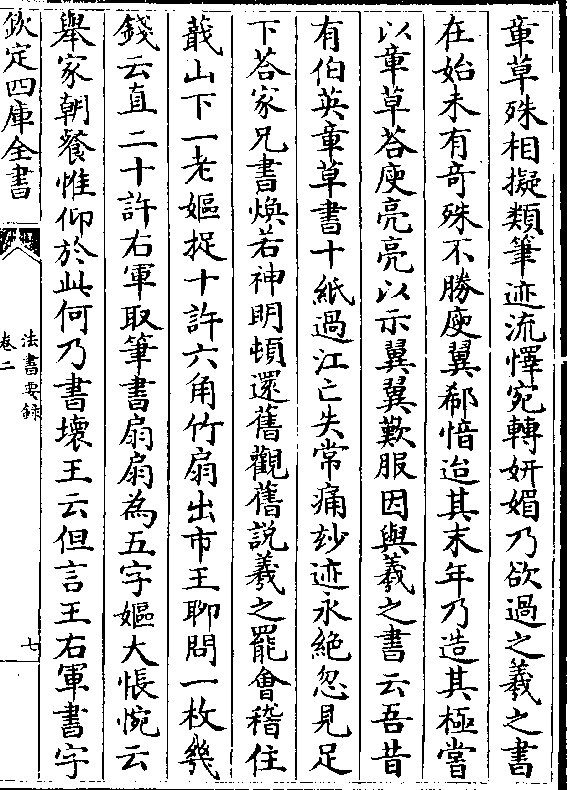 章草殊相擬類筆迹流懌宛轉妍媚乃欲過之羲之書
在始未有奇殊不勝庾翼郗愔迨其末年乃造其極嘗
以章草荅庾亮亮以示翼翼歎服因與羲之書云吾昔
有伯英章草書十紙過江亡失常痛妙迹永絶忽見足
下荅家兄書煥若神明頓還舊觀舊説羲之罷會稽住
蕺山下一老嫗捉十許六角竹扇出市王聊問一枚幾
錢云直二十許右軍取筆書扇扇為五字嫗大悵惋云
舉家朝餐惟仰於此何乃書壞王云但言王右軍書字
欽定四庫全書
法書要錄
卷二
七